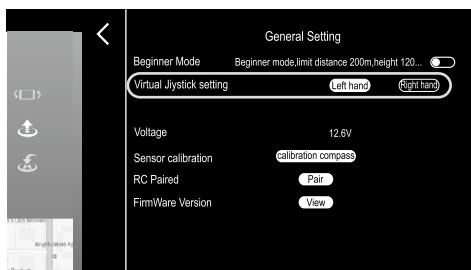 General Setting
Beginner Mode Beginner mode,limit distance 200m,height 120...
Virtual Jiystick setting Left hand Right hand
Voltage 12.6V
Sensor calibration calibration compass
RC Paired Pair
FirmWare Version View